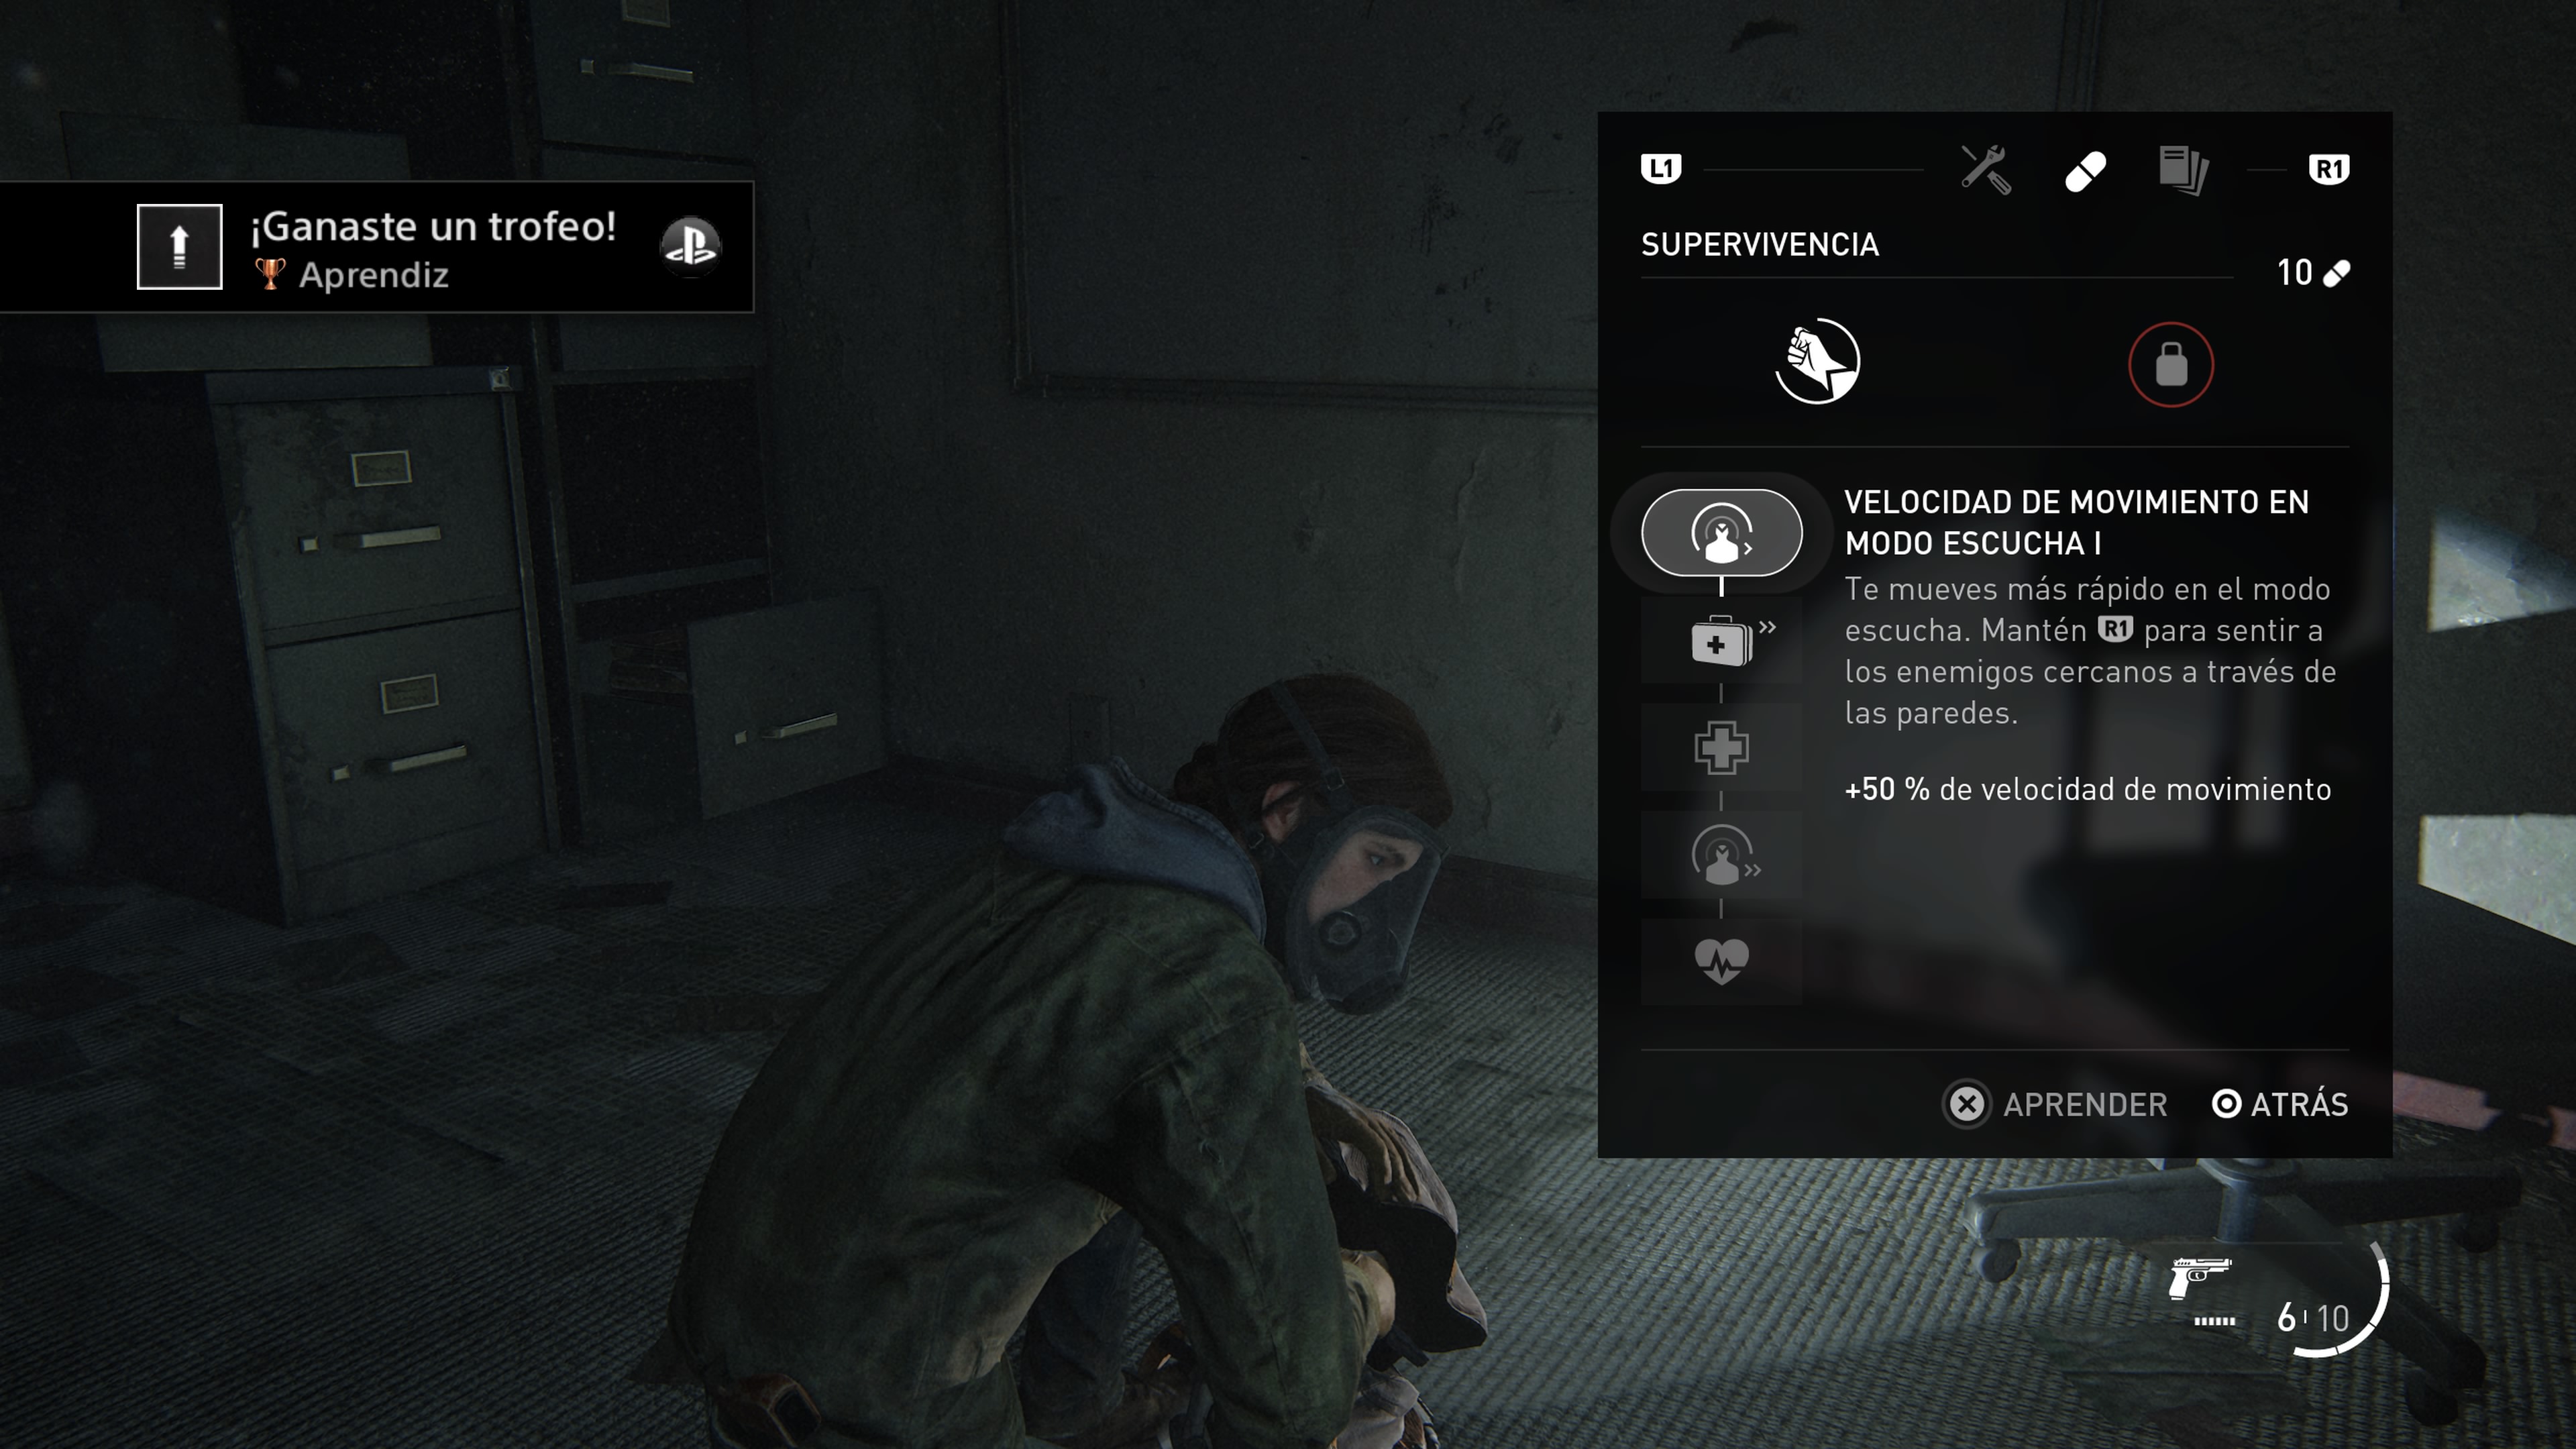 ¡Ganaste un trofeo!
Aprendiz
L1
R1
SUPERVIVENCIA
10
VELOCIDAD DE MOVIMIENTO EN
MODO ESCUCHA I
Te mueves más rápido en el modo
escucha. Mantén R1 para sentir a
los enemigos cercanos a través de
las paredes.
+50 % de velocidad de movimiento
APRENDER
ATRÁS
6 10